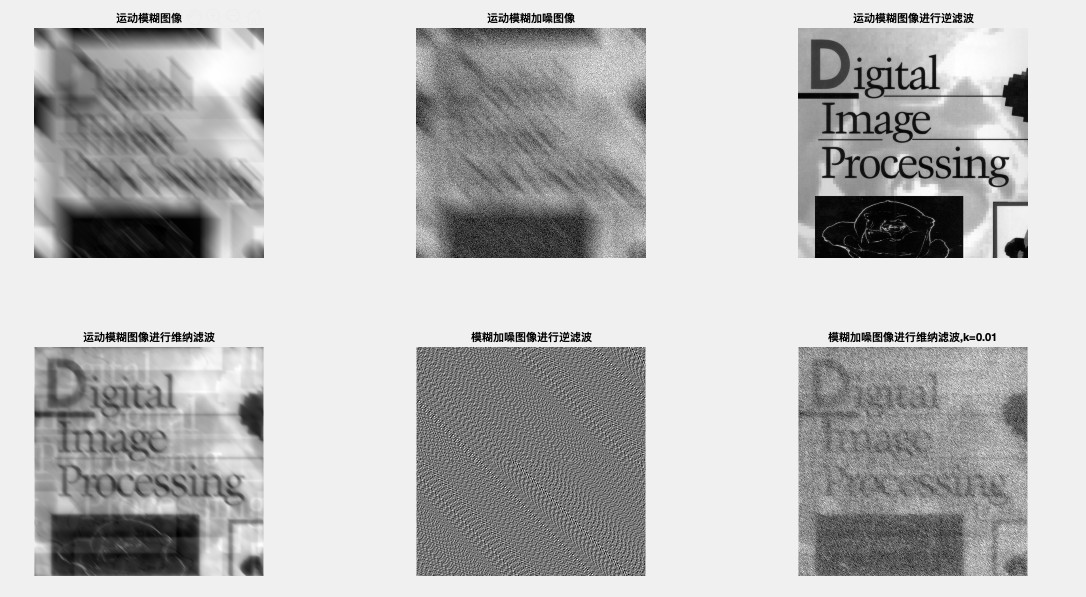 运动模糊图像
运动模糊加噪图像
运动模糊图像进行逆滤波
Digital
Image
Processing
运动模糊图像进行维纳滤波
模糊加噪图像进行逆滤波
模糊加噪图像进行维纳滤波,k=0.01
Digital
Image
Processing
Digital
Image
Processing